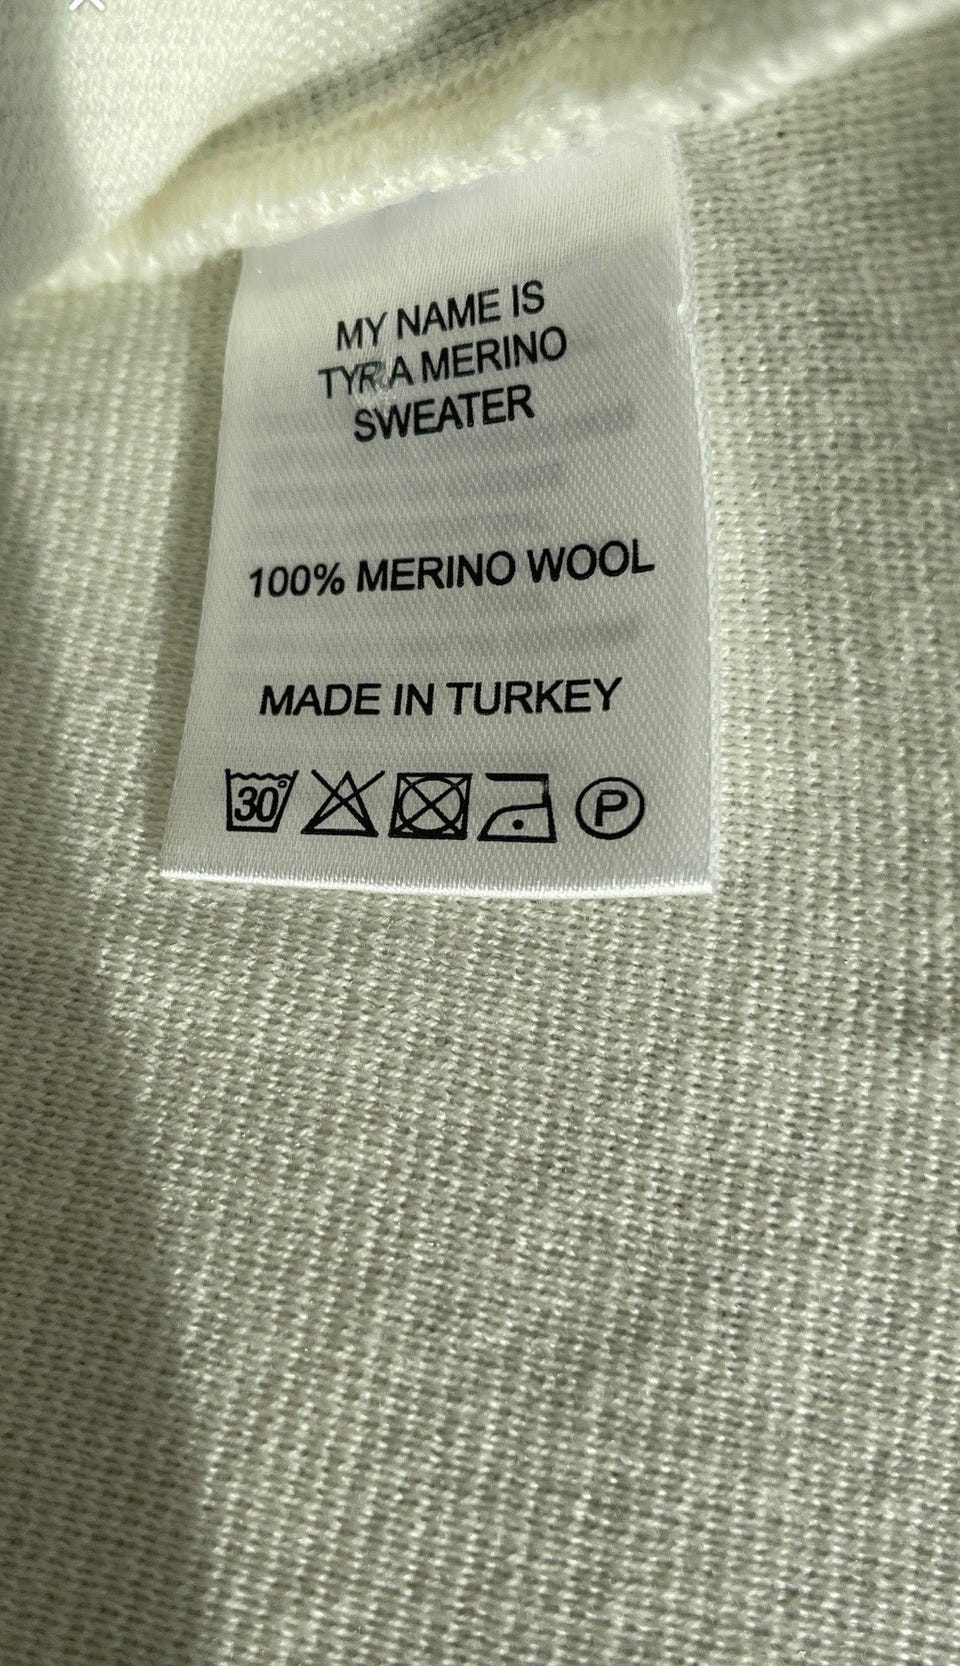 MY NAME IS
TYRA MERINO
SWEATER
100% MERINO WOOL
MADE IN TURKEY
30° P